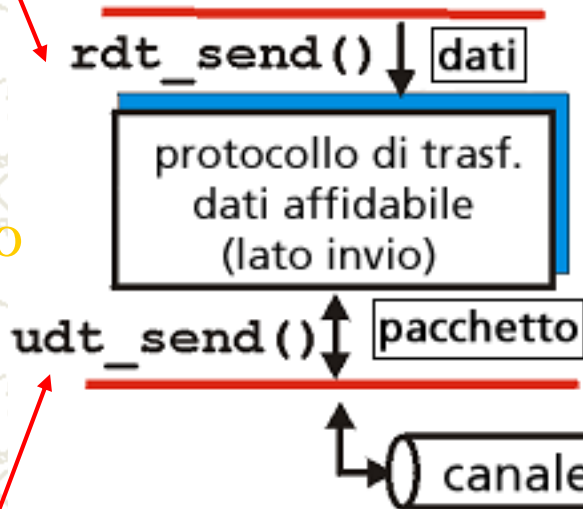 rdt_send() dati
protocollo di trasf.
dati affidabile
(lato invio)
o
udt_send() pacchetto
canale